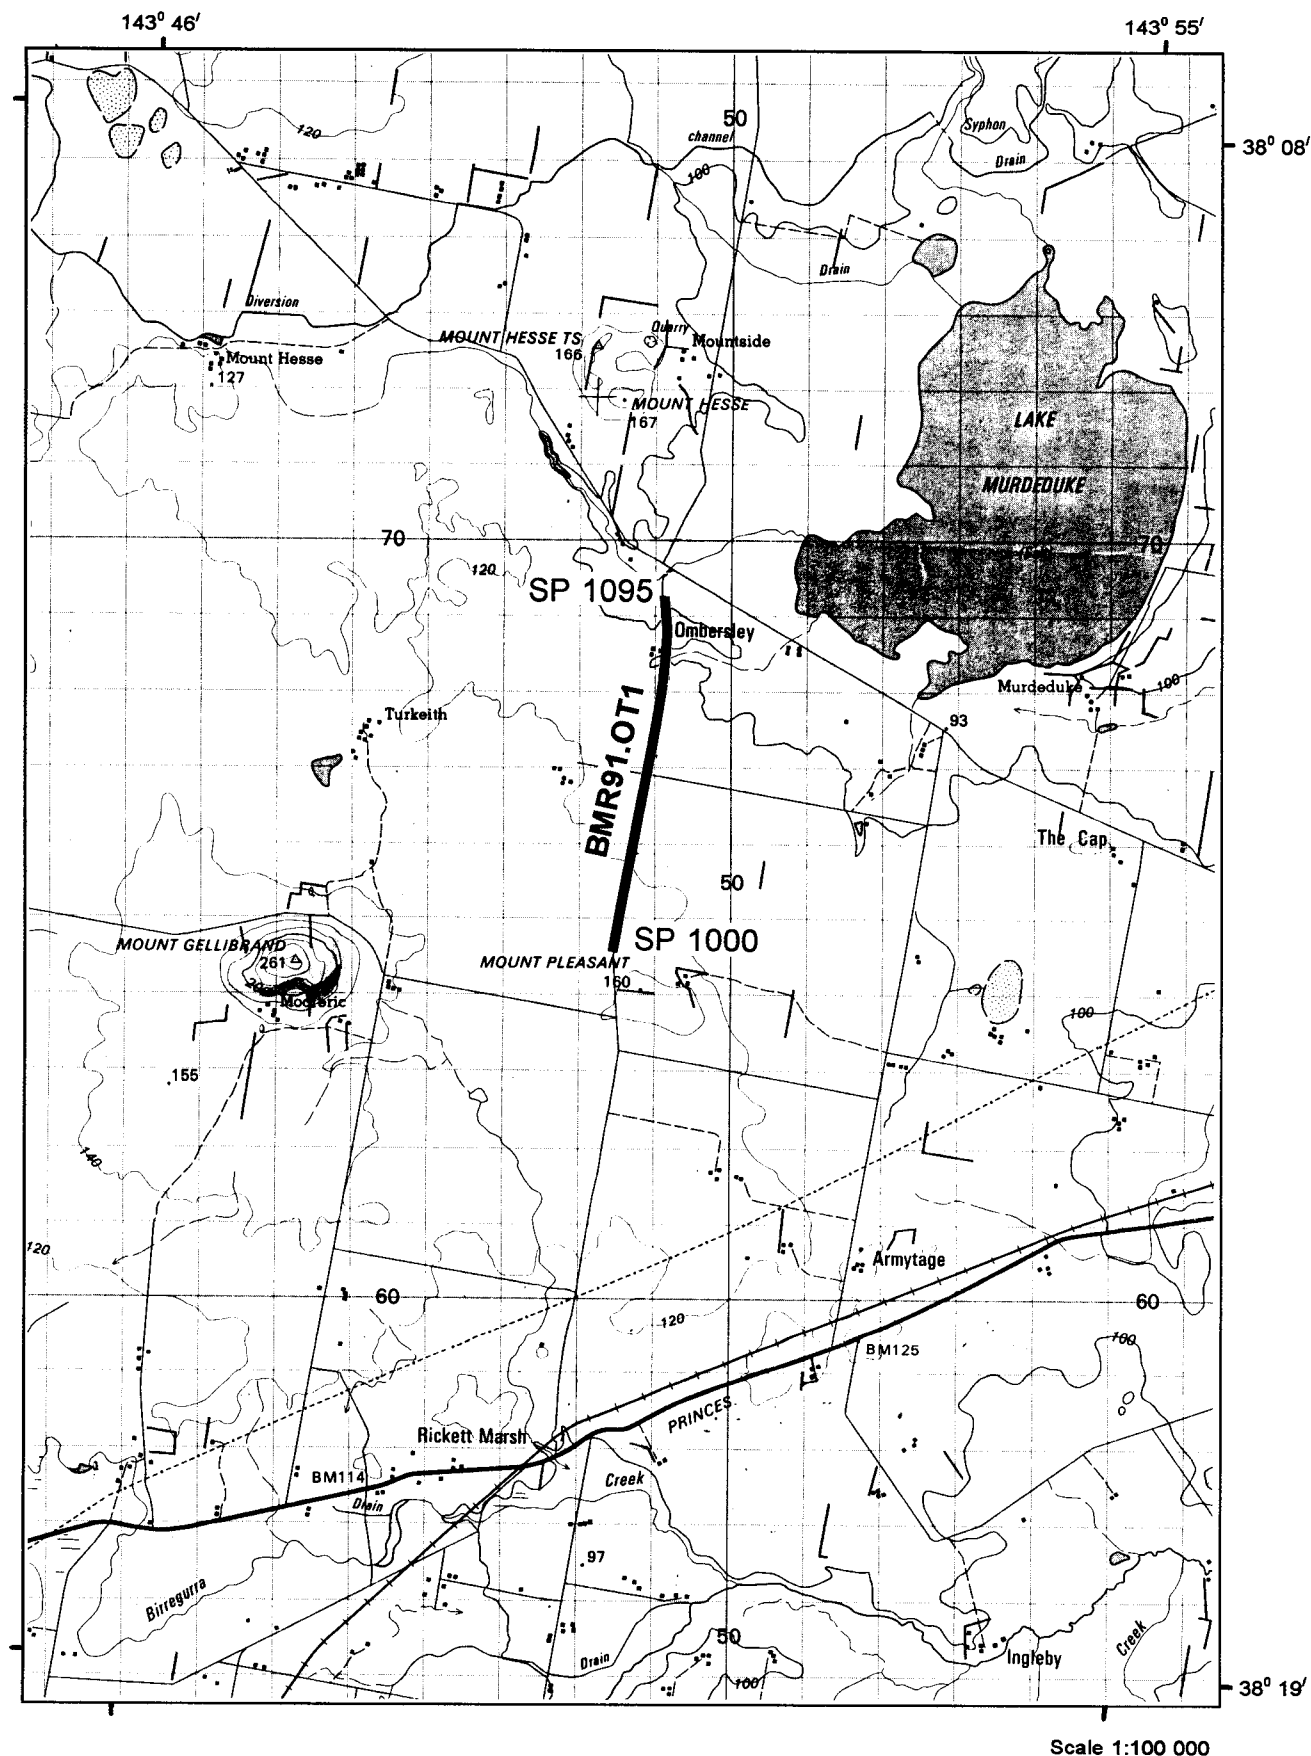 143° 46′
143° 55′
50
channel
Syphon
Drain
38° 08′
120
100
Drain
Diversion
MOUNT HESSE TS
166
Quarry
Mountside
Mount Hesse
127
MOUNT HESSE
167
LAKE
MURDEDUKE
70
70
120
SP 1095
Ombersley
Murdeduke
100
Turkeith
93
BMR91.OT1
The Cap
50
MOUNT GELLIBRAND
261
SP 1000
MOUNT PLEASANT
160
200
Mooleric
100
155
140
120
Armytage
60
60
120
100
BM125
PRINCES
Rickett Marsh
BM114
Drain
Creek
97
Birregurra
50
Drain
Ingleby
Creek
100
38° 19′
Scale 1:100 000